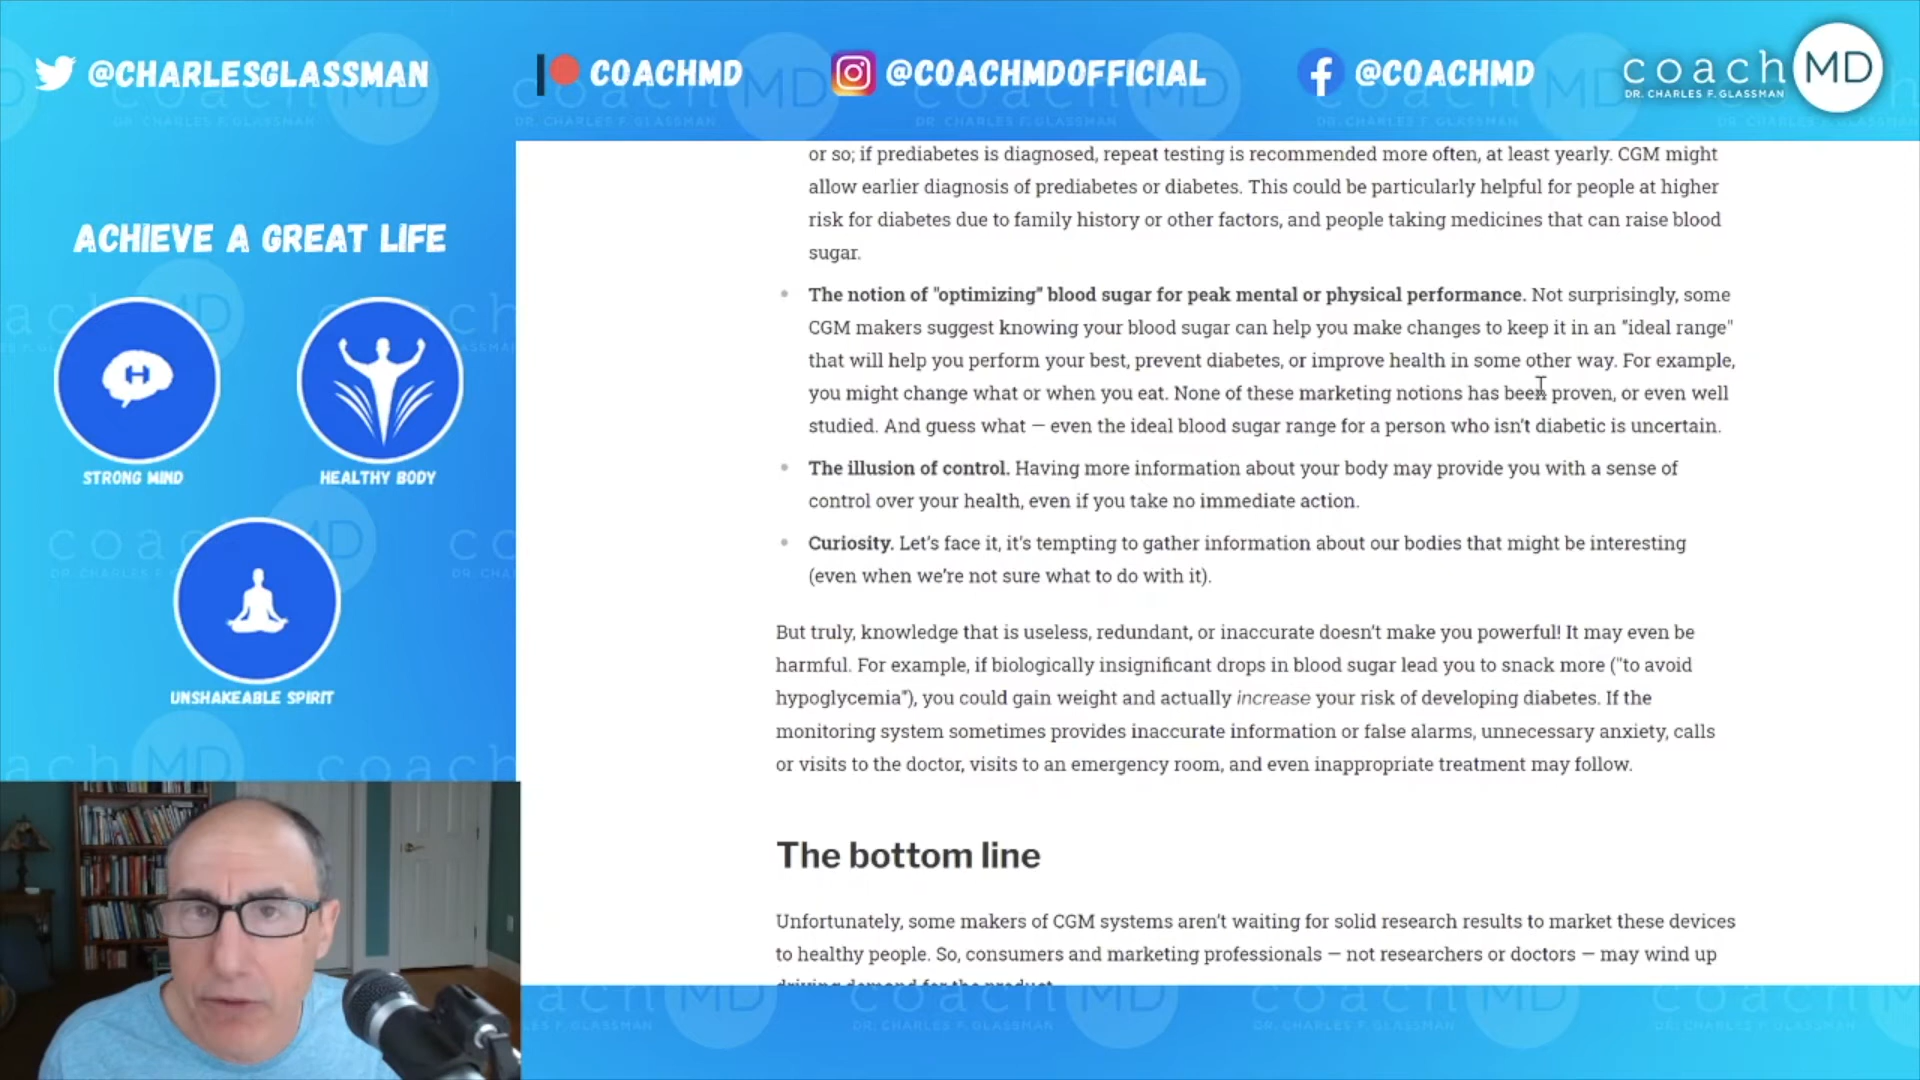 @CHARLESGLASSMAN
COACHMD
@COACHMDOFFICIAL
@COACHMD
coach MD
DR. CHARLES F. GLASSMAN
ACHIEVE A GREAT LIFE
STRONG MIND
HEALTHY BODY
UNSHAKEABLE SPIRIT
or so; if prediabetes is diagnosed, repeat testing is recommended more often, at least yearly. CGM might
allow earlier diagnosis of prediabetes or diabetes. This could be particularly helpful for people at higher
risk for diabetes due to family history or other factors, and people taking medicines that can raise blood
sugar.
• The notion of "optimizing" blood sugar for peak mental or physical performance. Not surprisingly, some
CGM makers suggest knowing your blood sugar can help you make changes to keep it in an "ideal range"
that will help you perform your best, prevent diabetes, or improve health in some other way. For example,
you might change what or when you eat. None of these marketing notions has been proven, or even well
studied. And guess what — even the ideal blood sugar range for a person who isn't diabetic is uncertain.
• The illusion of control. Having more information about your body may provide you with a sense of
control over your health, even if you take no immediate action.
• Curiosity. Let's face it, it's tempting to gather information about our bodies that might be interesting
(even when we're not sure what to do with it).
But truly, knowledge that is useless, redundant, or inaccurate doesn't make you powerful! It may even be
harmful. For example, if biologically insignificant drops in blood sugar lead you to snack more ("to avoid
hypoglycemia"), you could gain weight and actually increase your risk of developing diabetes. If the
monitoring system sometimes provides inaccurate information or false alarms, unnecessary anxiety, calls
or visits to the doctor, visits to an emergency room, and even inappropriate treatment may follow.
The bottom line
Unfortunately, some makers of CGM systems aren't waiting for solid research results to market these devices
to healthy people. So, consumers and marketing professionals — not researchers or doctors — may wind up
driving demand for the product.